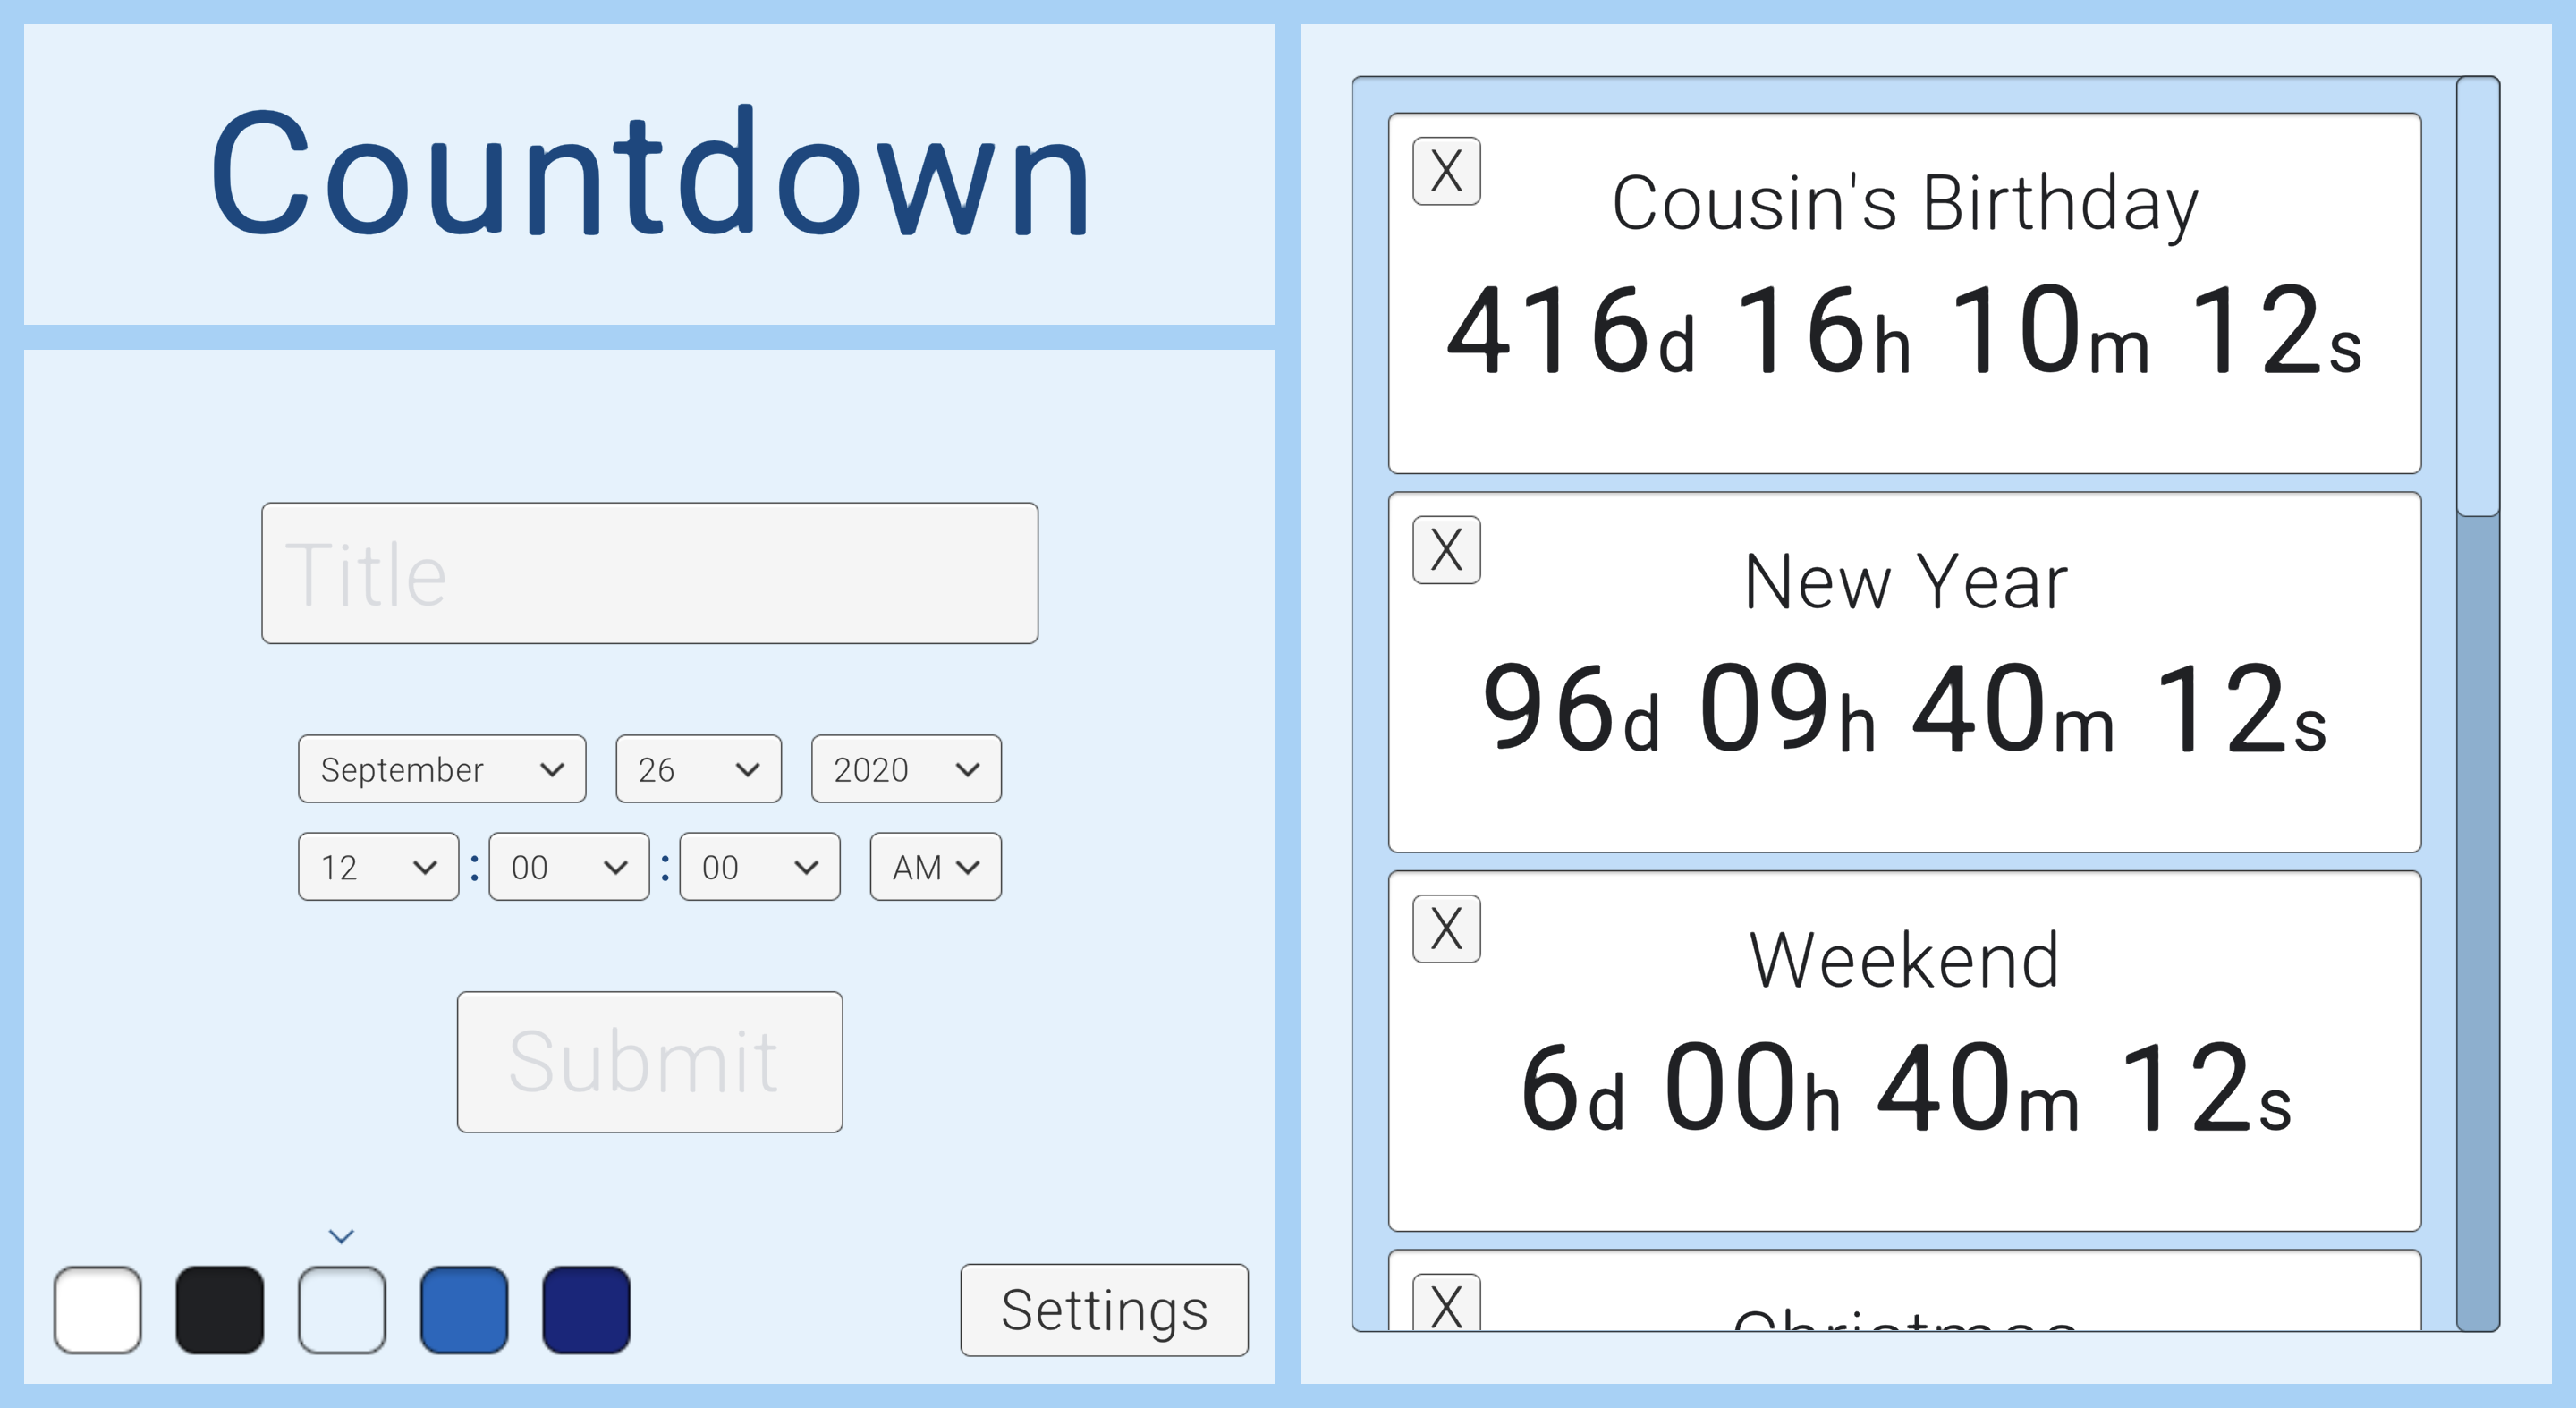 Countdown
Title
September 26 2020
12 : 00 : 00 AM
Submit
Settings
X
Cousin's Birthday
416d 16h 10m 12s
X
New Year
96d 09h 40m 12s
X
Weekend
6d 00h 40m 12s
X
Christmas